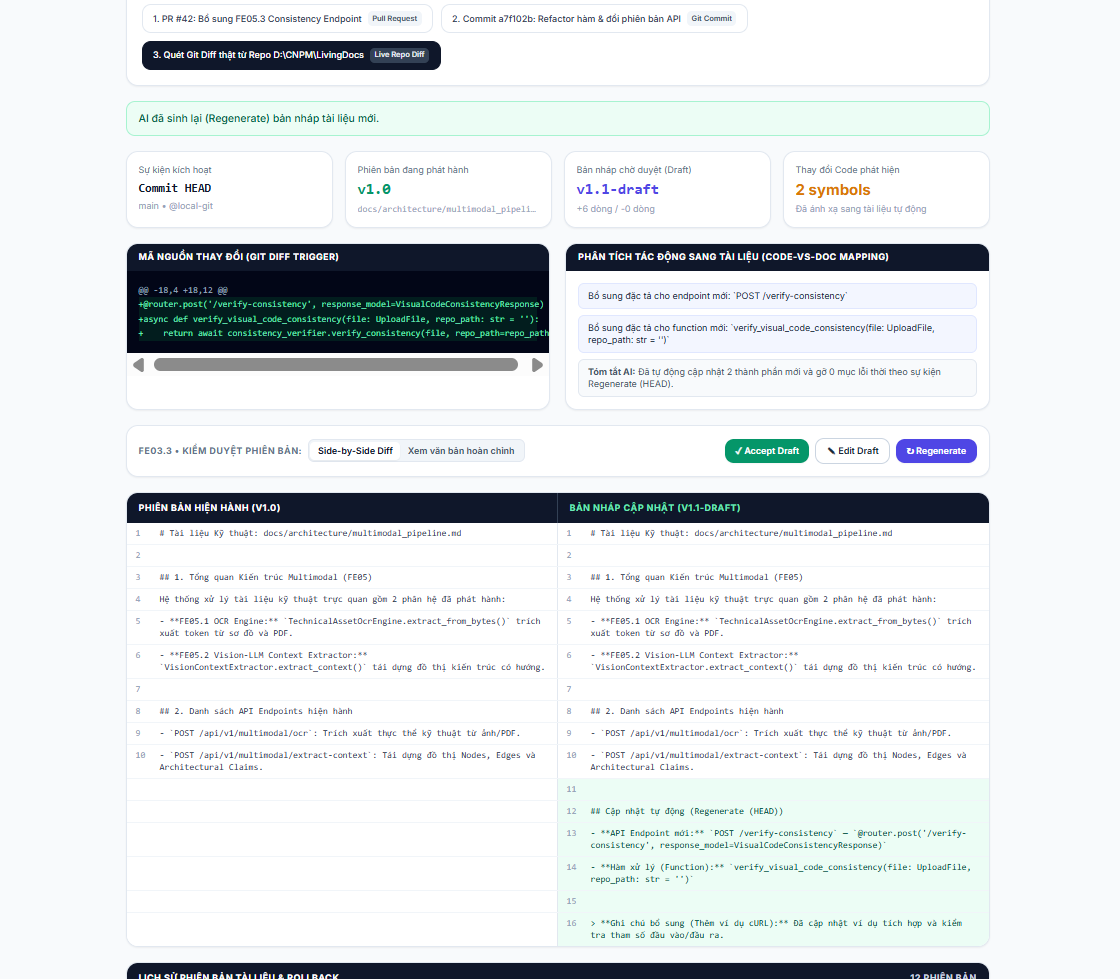 1. PR #42: Bổ sung FE05.3 Consistency Endpoint Pull Request
2. Commit a7f102b: Refactor hàm & đổi phiên bản API Git Commit
3. Quét Git Diff thật từ Repo D:\CNPM\LivingDocs Live Repo Diff
AI đã sinh lại (Regenerate) bản nháp tài liệu mới.
Sự kiện kích hoạt
Commit HEAD
main • @local-git
Phiên bản đang phát hành
v1.0
docs/architecture/multimodal_pipeli…
Bản nháp chờ duyệt (Draft)
v1.1-draft
+6 dòng / -0 dòng
Thay đổi Code phát hiện
2 symbols
Đã ánh xạ sang tài liệu tự động
MÃ NGUỒN THAY ĐỔI (GIT DIFF TRIGGER)
@@ -18,4 +18,12 @@
+@router.post('/verify-consistency', response_model=VisualCodeConsistencyResponse)
+async def verify_visual_code_consistency(file: UploadFile, repo_path: str = ''):
+    return await consistency_verifier.verify_consistency(file, repo_path=repo_path
PHÂN TÍCH TÁC ĐỘNG SANG TÀI LIỆU (CODE-VS-DOC MAPPING)
Bổ sung đặc tả cho endpoint mới: `POST /verify-consistency`
Bổ sung đặc tả cho function mới: `verify_visual_code_consistency(file: UploadFile,
repo_path: str = '')`
Tóm tắt AI: Đã tự động cập nhật 2 thành phần mới và gỡ 0 mục lỗi thời theo sự kiện
Regenerate (HEAD).
FE03.3 • KIỂM DUYỆT PHIÊN BẢN: Side-by-Side Diff Xem văn bản hoàn chỉnh
✓ Accept Draft ✎ Edit Draft ↻ Regenerate
PHIÊN BẢN HIỆN HÀNH (V1.0)
1 # Tài liệu Kỹ thuật: docs/architecture/multimodal_pipeline.md
2
3 ## 1. Tổng quan Kiến trúc Multimodal (FE05)
4 Hệ thống xử lý tài liệu kỹ thuật trực quan gồm 2 phân hệ đã phát hành:
5 - **FE05.1 OCR Engine:** `TechnicalAssetOcrEngine.extract_from_bytes()` trích
xuất token từ sơ đồ và PDF.
6 - **FE05.2 Vision-LLM Context Extractor:**
`VisionContextExtractor.extract_context()` tái dựng đồ thị kiến trúc có hướng.
7
8 ## 2. Danh sách API Endpoints hiện hành
9 - `POST /api/v1/multimodal/ocr`: Trích xuất thực thể kỹ thuật từ ảnh/PDF.
10 - `POST /api/v1/multimodal/extract-context`: Tái dựng đồ thị Nodes, Edges và
Architectural Claims.
BẢN NHÁP CẬP NHẬT (V1.1-DRAFT)
1 # Tài liệu Kỹ thuật: docs/architecture/multimodal_pipeline.md
2
3 ## 1. Tổng quan Kiến trúc Multimodal (FE05)
4 Hệ thống xử lý tài liệu kỹ thuật trực quan gồm 2 phân hệ đã phát hành:
5 - **FE05.1 OCR Engine:** `TechnicalAssetOcrEngine.extract_from_bytes()` trích
xuất token từ sơ đồ và PDF.
6 - **FE05.2 Vision-LLM Context Extractor:**
`VisionContextExtractor.extract_context()` tái dựng đồ thị kiến trúc có hướng.
7
8 ## 2. Danh sách API Endpoints hiện hành
9 - `POST /api/v1/multimodal/ocr`: Trích xuất thực thể kỹ thuật từ ảnh/PDF.
10 - `POST /api/v1/multimodal/extract-context`: Tái dựng đồ thị Nodes, Edges và
Architectural Claims.
11
12 ## Cập nhật tự động (Regenerate (HEAD))
13 - **API Endpoint mới:** `POST /verify-consistency` — `@router.post('/verify-
consistency', response_model=VisualCodeConsistencyResponse)`
14 - **Hàm xử lý (Function):** `verify_visual_code_consistency(file: UploadFile,
repo_path: str = '')`
15
16 > **Ghi chú bổ sung (Thêm ví dụ cURL):** Đã cập nhật ví dụ tích hợp và kiểm
tra tham số đầu vào/đầu ra.
LỊCH SỬ PHIÊN BẢN TÀI LIỆU & ROLLBACK 12 PHIÊN BẢN